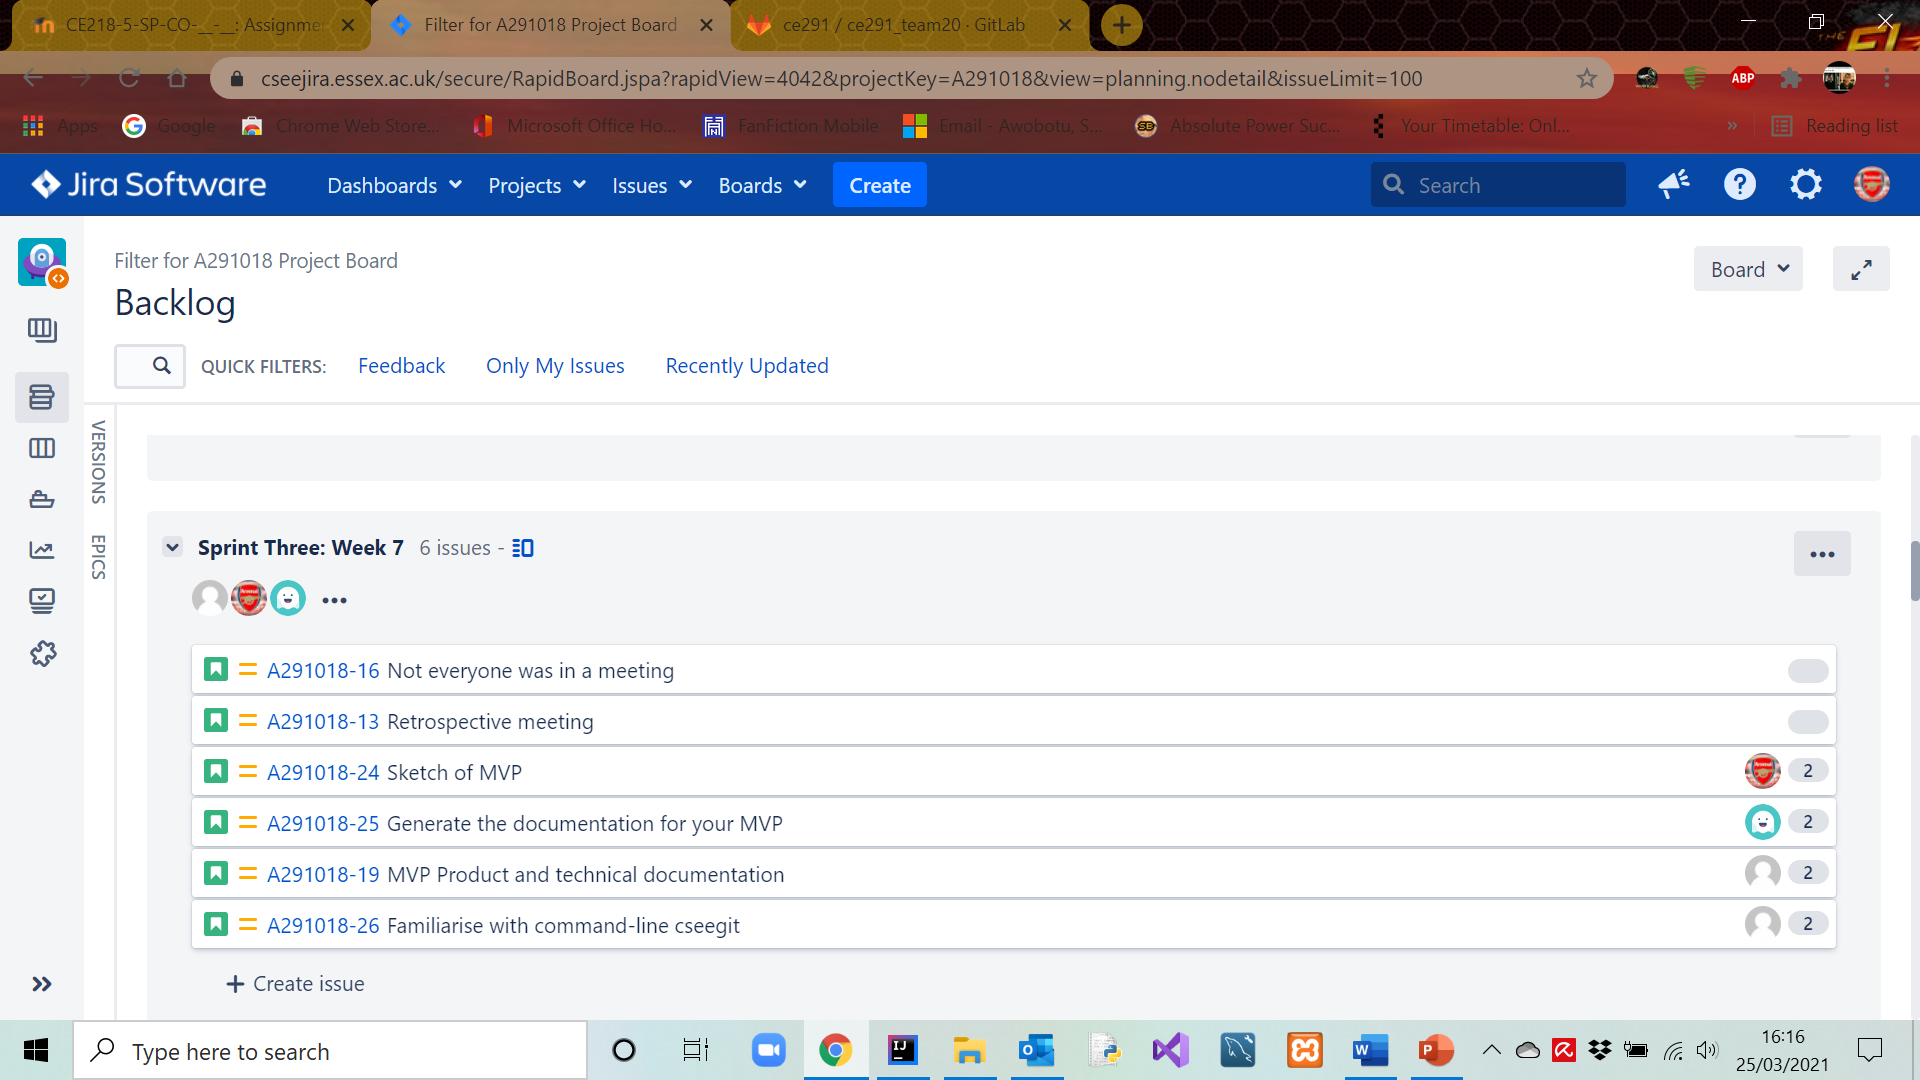 CE218-5-SP-CO-__-__: Assignme
Filter for A291018 Project Board
ce291 / ce291_team20 · GitLab
cseejira.essex.ac.uk/secure/RapidBoard.jspa?rapidView=4042&projectKey=A291018&view=planning.nodetail&issueLimit=100
ABP
Apps
Google
Chrome Web Store...
Microsoft Office Ho...
FanFiction Mobile
Email - Awobotu, S...
Absolute Power Suc...
Your Timetable: Onl...
»
Reading list
Jira Software
Dashboards
Projects
Issues
Boards
Create
Search
Filter for A291018 Project Board
Board
Backlog
QUICK FILTERS:
Feedback
Only My Issues
Recently Updated
VERSIONS
EPICS
Sprint Three: Week 7 6 issues -
A291018-16 Not everyone was in a meeting
A291018-13 Retrospective meeting
A291018-24 Sketch of MVP 2
A291018-25 Generate the documentation for your MVP 2
A291018-19 MVP Product and technical documentation 2
A291018-26 Familiarise with command-line cseegit 2
+ Create issue
Type here to search
16:16
25/03/2021